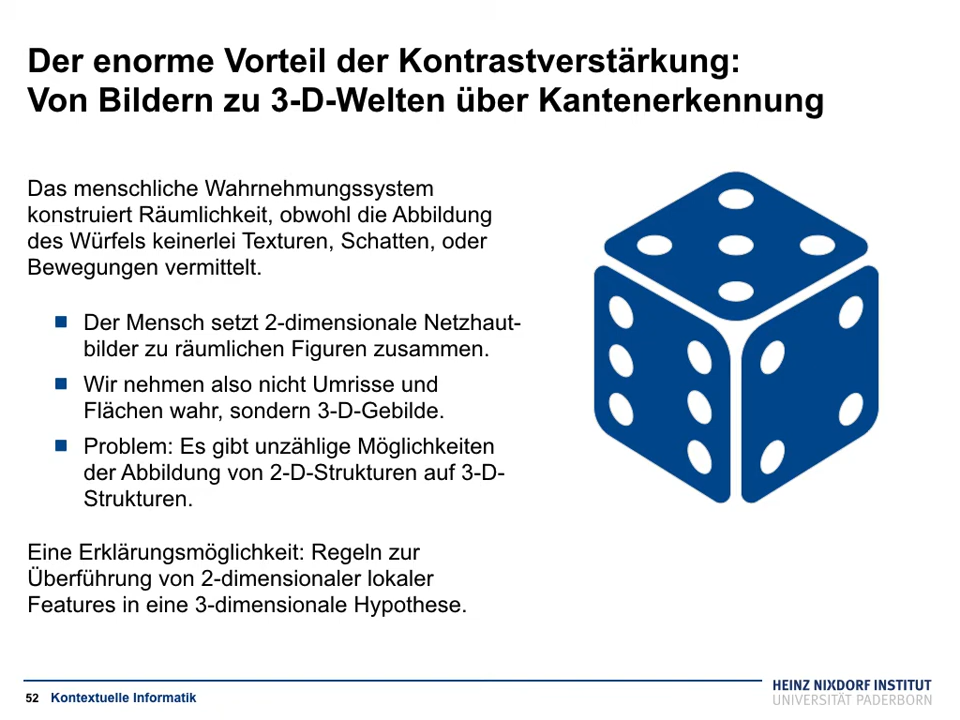 Der enorme Vorteil der Kontrastverstärkung:
Von Bildern zu 3-D-Welten über Kantenerkennung
Das menschliche Wahrnehmungssystem
konstruiert Räumlichkeit, obwohl die Abbildung
des Würfels keinerlei Texturen, Schatten, oder
Bewegungen vermittelt.
Der Mensch setzt 2-dimensionale Netzhaut-
bilder zu räumlichen Figuren zusammen.
Wir nehmen also nicht Umrisse und
Flächen wahr, sondern 3-D-Gebilde.
Problem: Es gibt unzählige Möglichkeiten
der Abbildung von 2-D-Strukturen auf 3-D-
Strukturen.
Eine Erklärungsmöglichkeit: Regeln zur
Überführung von 2-dimensionaler lokaler
Features in eine 3-dimensionale Hypothese.
52 Kontextuelle Informatik
HEINZ NIXDORF INSTITUT
UNIVERSITÄT PADERBORN